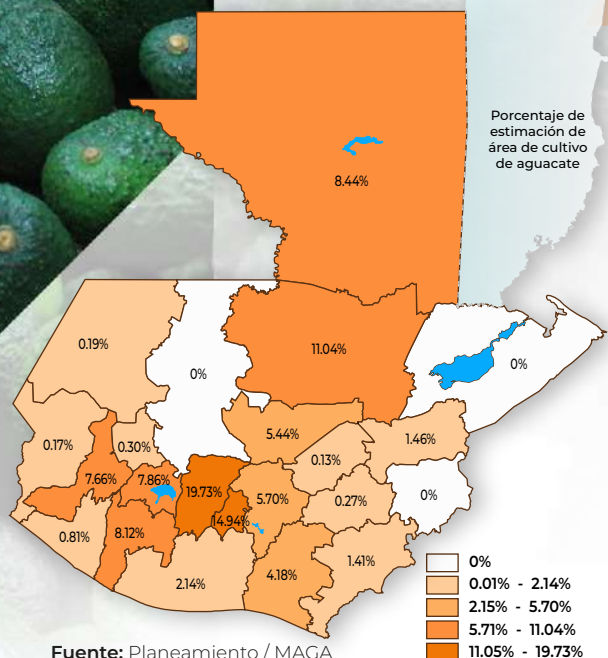 Porcentaje de
estimación de
área de cultivo
de aguacate
8.44%
0.19%
0%
11.04%
0%
0.17%
0.30%
5.44%
0.13%
1.46%
7.66%
7.86%
19.73%
5.70%
0.27%
0%
14.94%
0.81%
8.12%
2.14%
4.18%
1.41%
0%
0.01% - 2.14%
2.15% - 5.70%
5.71% - 11.04%
11.05% - 19.73%
Fuente: Planeamiento / MAGA